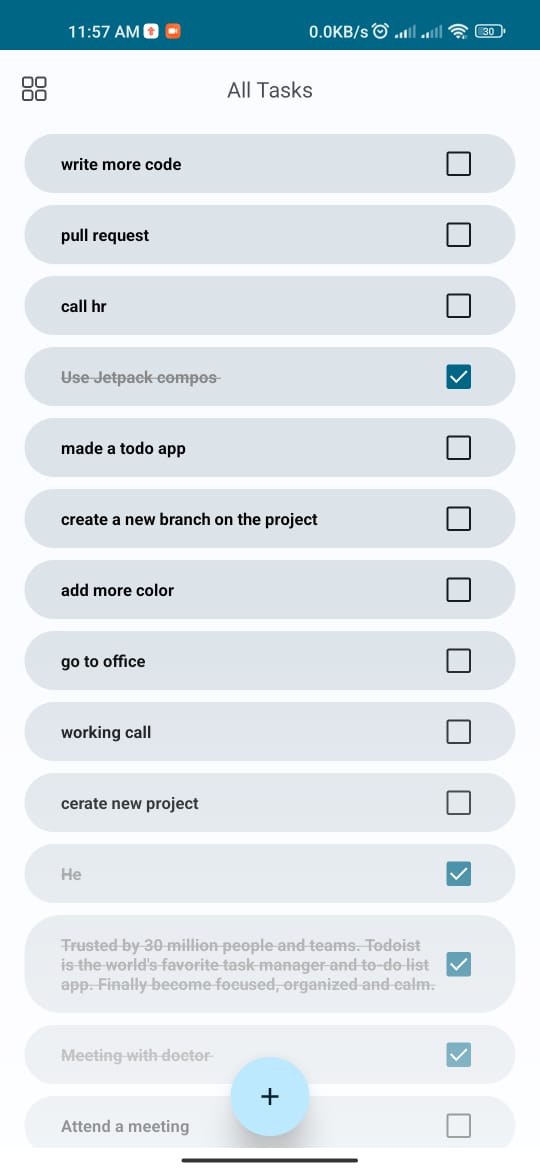 11:57 AM
0.0KB/s
30
All Tasks
write more code
pull request
call hr
Use Jetpack compos
made a todo app
create a new branch on the project
add more color
go to office
working call
cerate new project
He
Trusted by 30 million people and teams. Todoist
is the world's favorite task manager and to-do list
app. Finally become focused, organized and calm.
Meeting with doctor
+
Attend a meeting